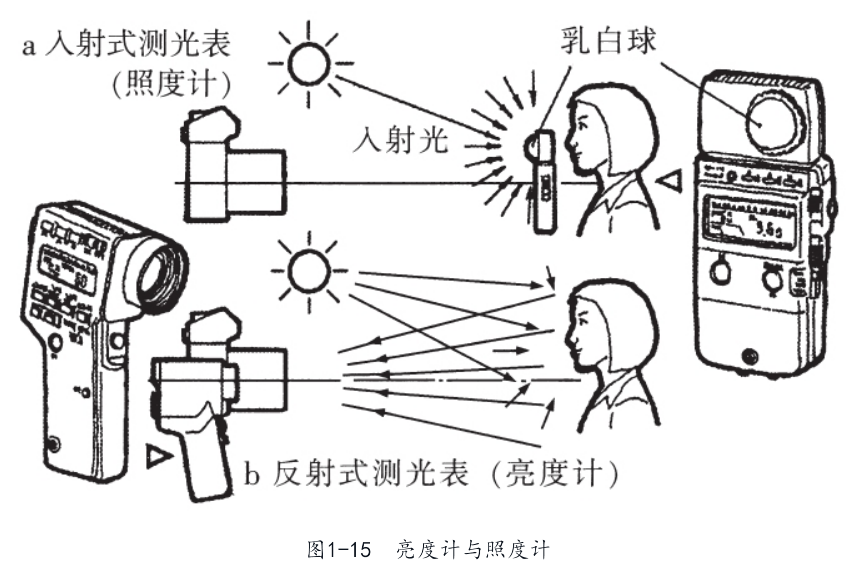 a 入射式测光表
(照度计)
乳白球
入射光
b 反射式测光表 (亮度计)
图1-15 亮度计与照度计